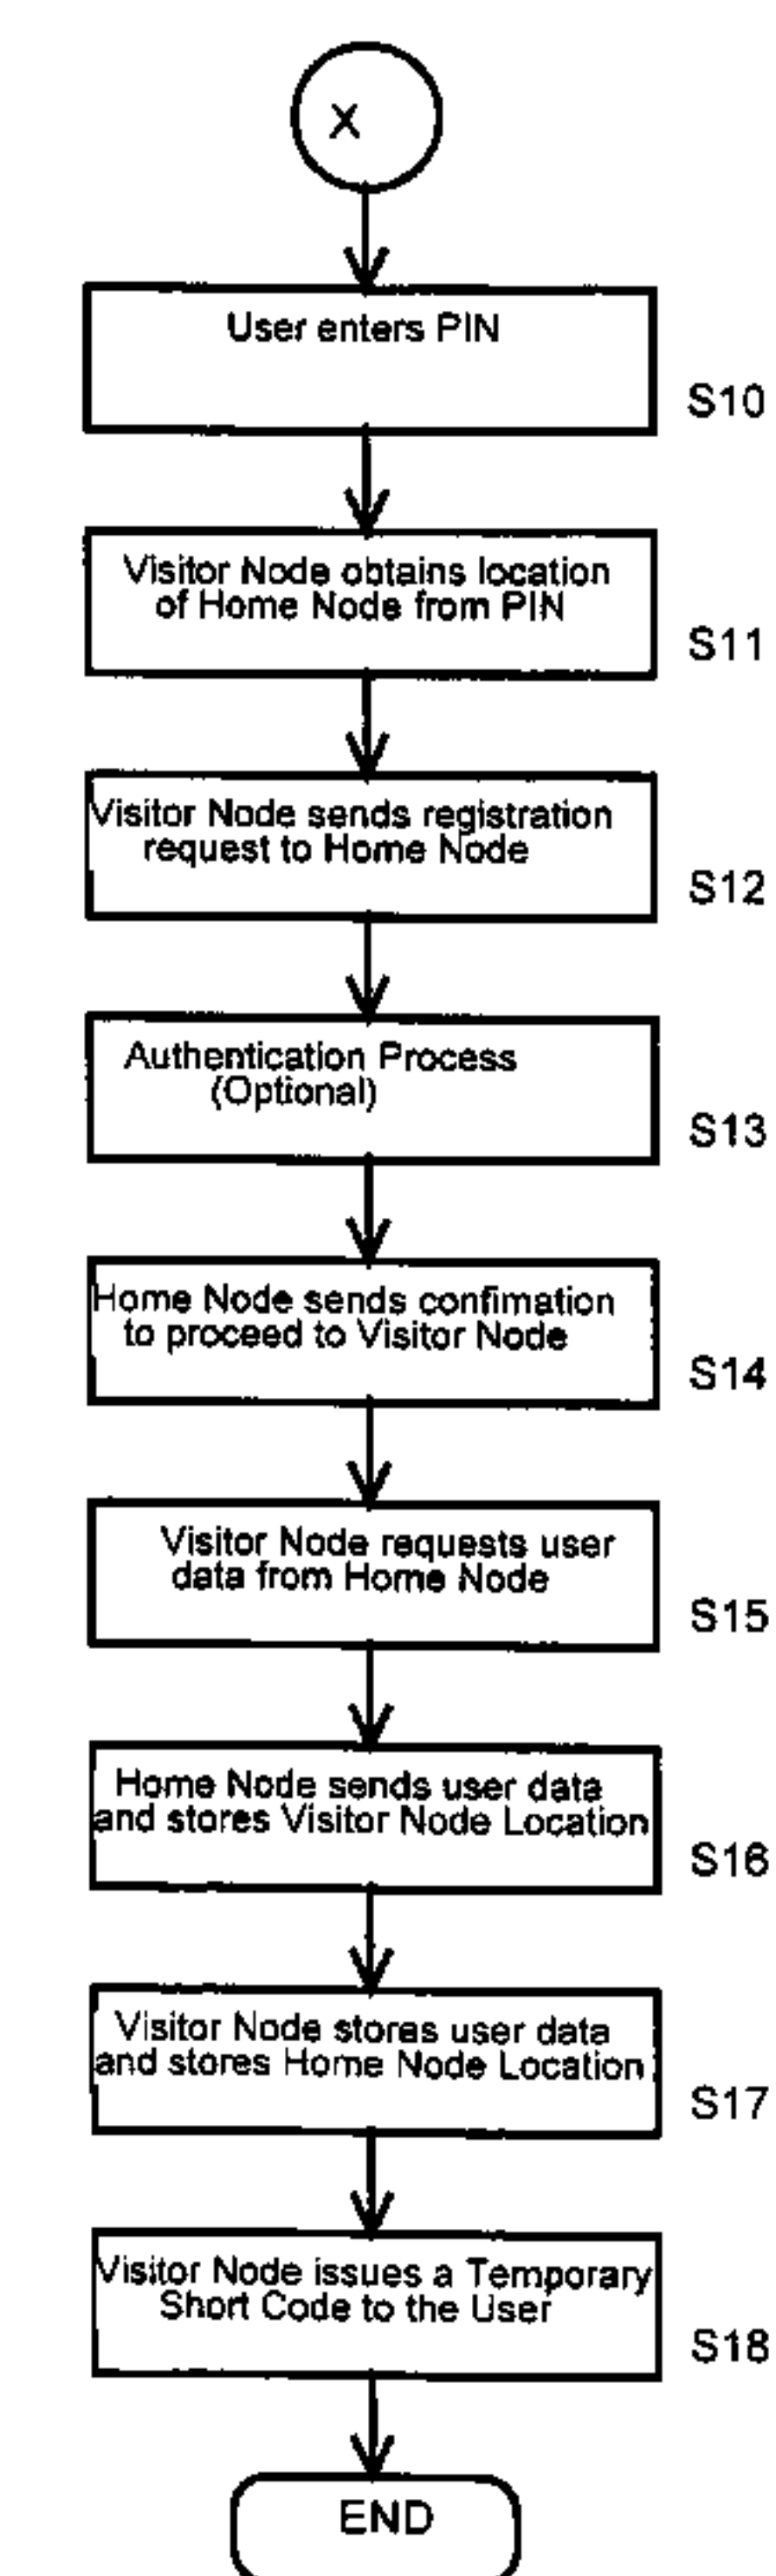 X
User enters PIN
S10
Visitor Node obtains location
of Home Node from PIN
S11
Visitor Node sends registration
request to Home Node
S12
Authentication Process
(Optional)
S13
Home Node sends confimation
to proceed to Visitor Node
S14
Visitor Node requests user
data from Home Node
S15
Home Node sends user data
and stores Visitor Node Location
S16
Visitor Node stores user data
and stores Home Node Location
S17
Visitor Node issues a Temporary
Short Code to the User
S18
END